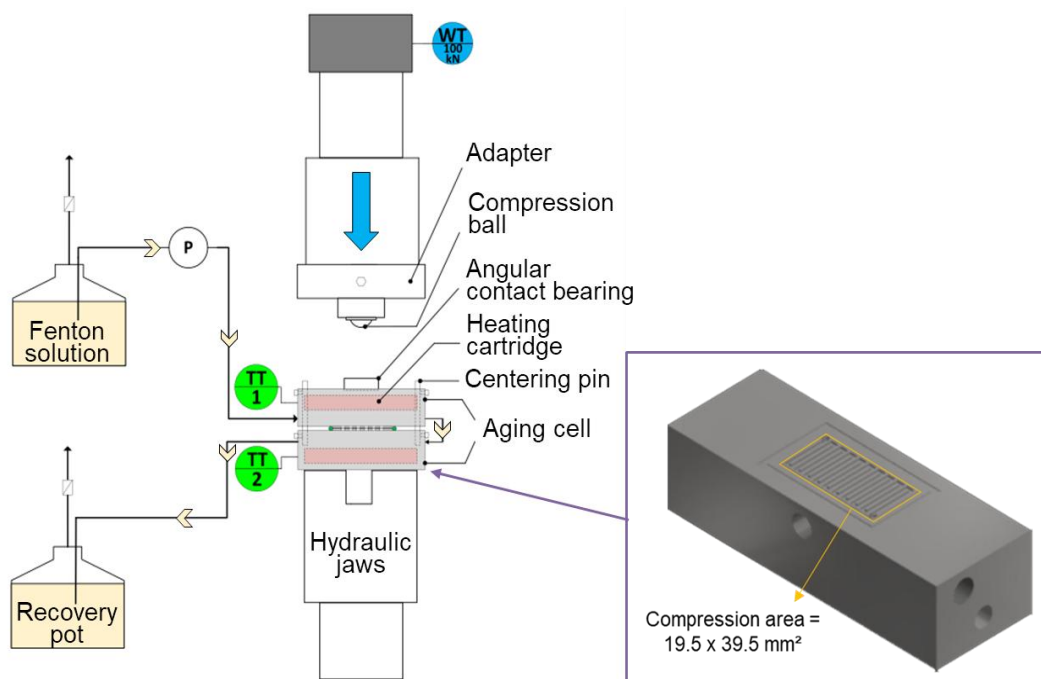 WT
100
kN
Adapter
Compression
ball
Angular
contact bearing
Heating
cartridge
Centering pin
Aging cell
P
Fenton
solution
TT
1
TT
2
Hydraulic
jaws
Recovery
pot
Compression area =
19.5 x 39.5 mm²